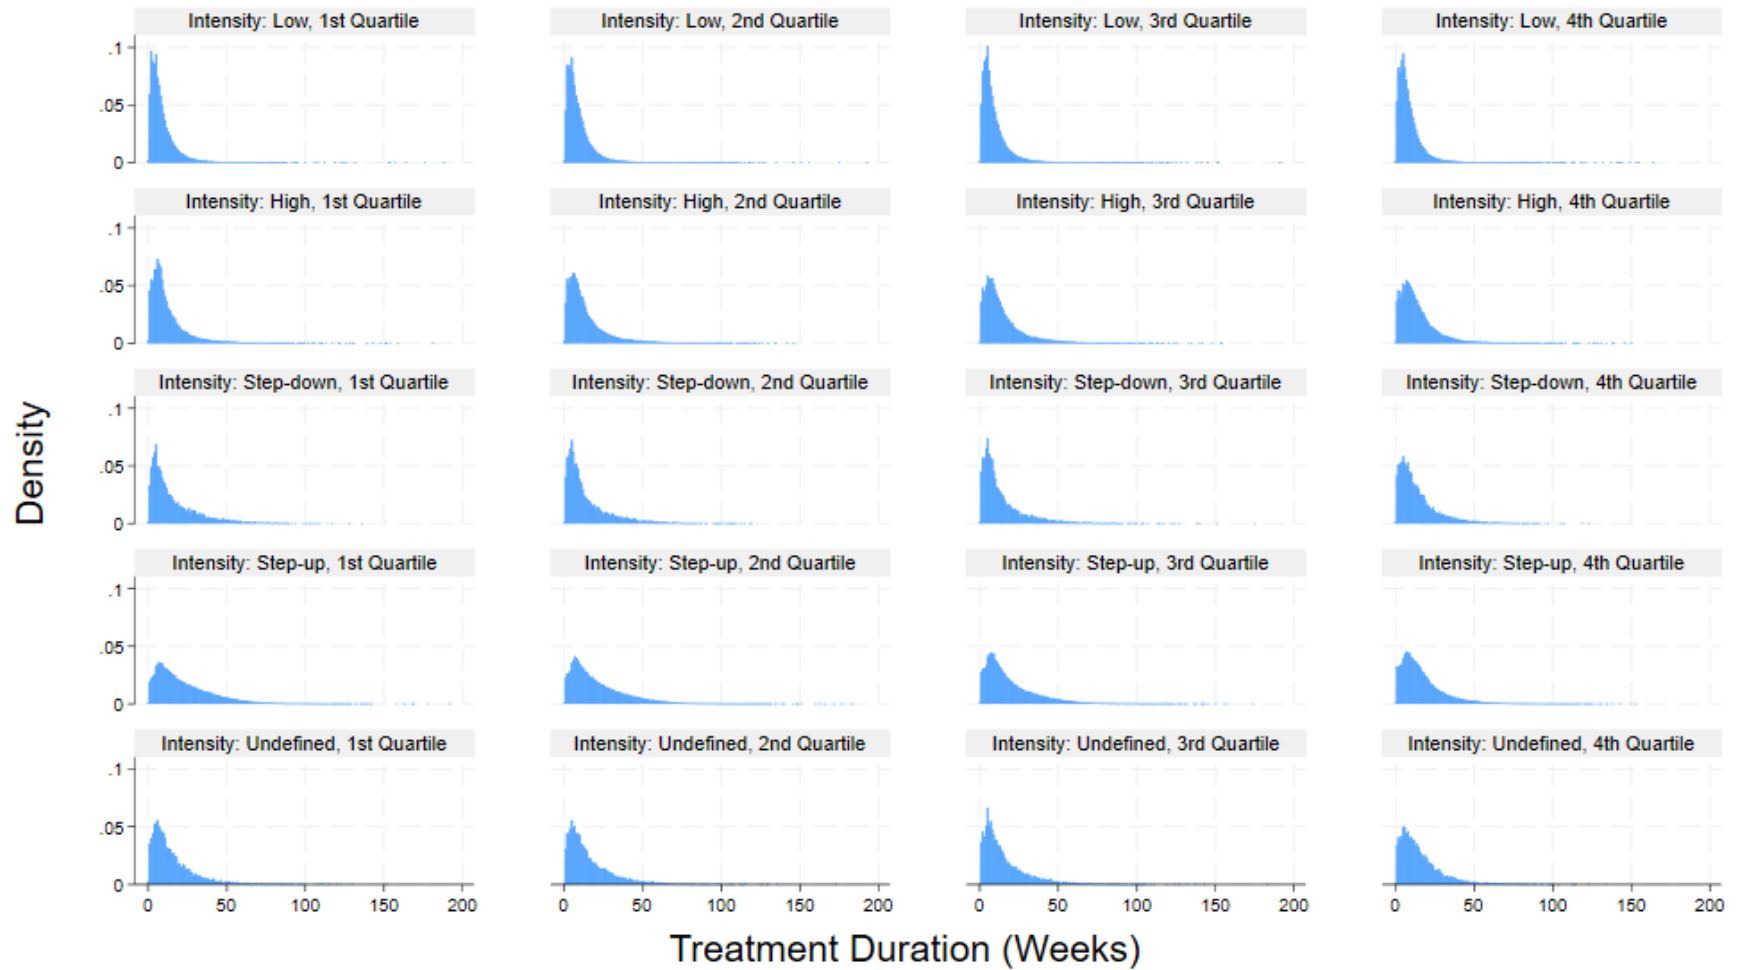 Intensity: Low, 1st Quartile
Intensity: Low, 2nd Quartile
Intensity: Low, 3rd Quartile
Intensity: Low, 4th Quartile
.1
.05
0
Intensity: High, 1st Quartile
Intensity: High, 2nd Quartile
Intensity: High, 3rd Quartile
Intensity: High, 4th Quartile
.1
.05
0
Intensity: Step-down, 1st Quartile
Intensity: Step-down, 2nd Quartile
Intensity: Step-down, 3rd Quartile
Intensity: Step-down, 4th Quartile
.1
.05
0
Density
Intensity: Step-up, 1st Quartile
Intensity: Step-up, 2nd Quartile
Intensity: Step-up, 3rd Quartile
Intensity: Step-up, 4th Quartile
.1
.05
0
Intensity: Undefined, 1st Quartile
Intensity: Undefined, 2nd Quartile
Intensity: Undefined, 3rd Quartile
Intensity: Undefined, 4th Quartile
.1
.05
0
0 50 100 150 200
0 50 100 150 200
0 50 100 150 200
0 50 100 150 200
Treatment Duration (Weeks)